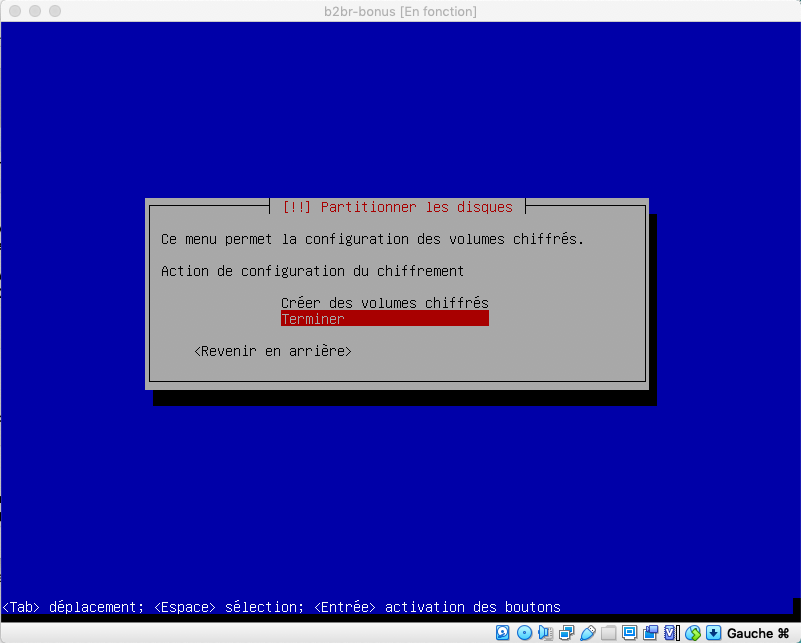 b2br-bonus [En fonction]
[!!] Partitionner les disques
Ce menu permet la configuration des volumes chiffrés.
Action de configuration du chiffrement
Créer des volumes chiffrés
Terminer
<Revenir en arrière>
<Tab> déplacement; <Espace> sélection; <Entrée> activation des boutons
Gauche ⌘